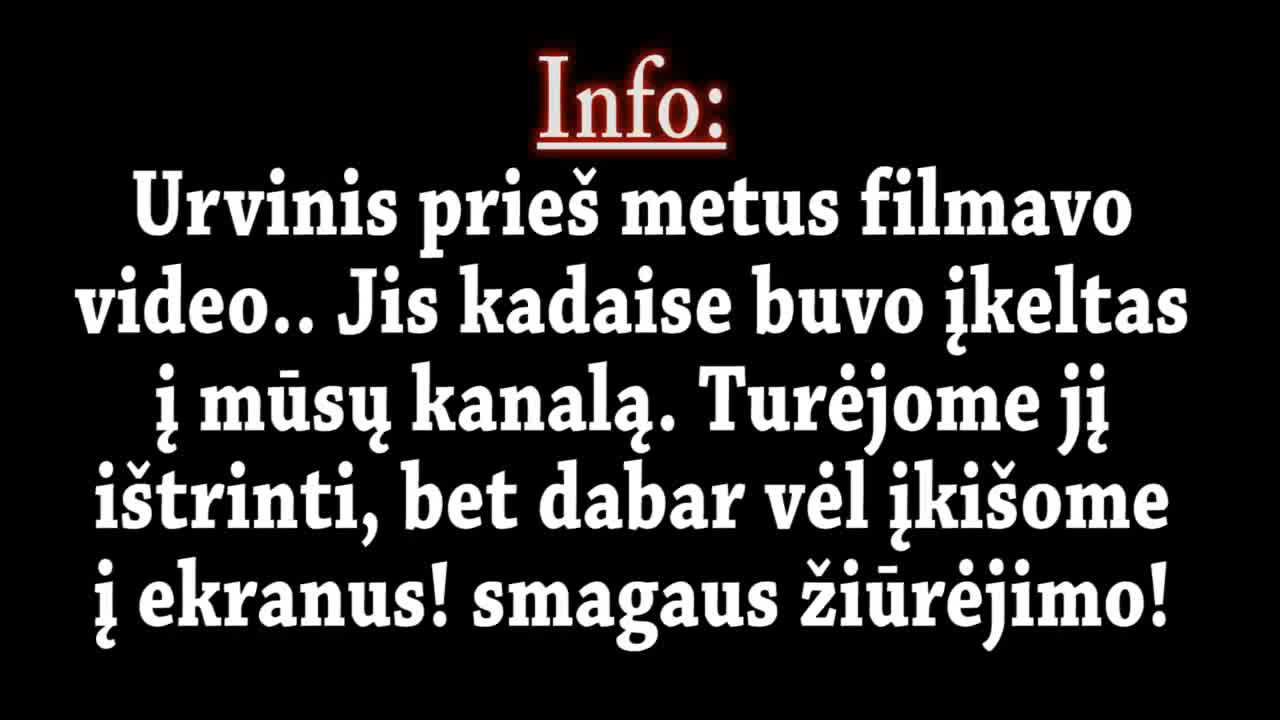 Info:
Urvinis prieš metus filmavo
video.. Jis kadaise buvo įkeltas
į mūsų kanalą. Turėjome jį
ištrinti, bet dabar vėl įkišome
į ekranus! smagaus žiūrėjimo!